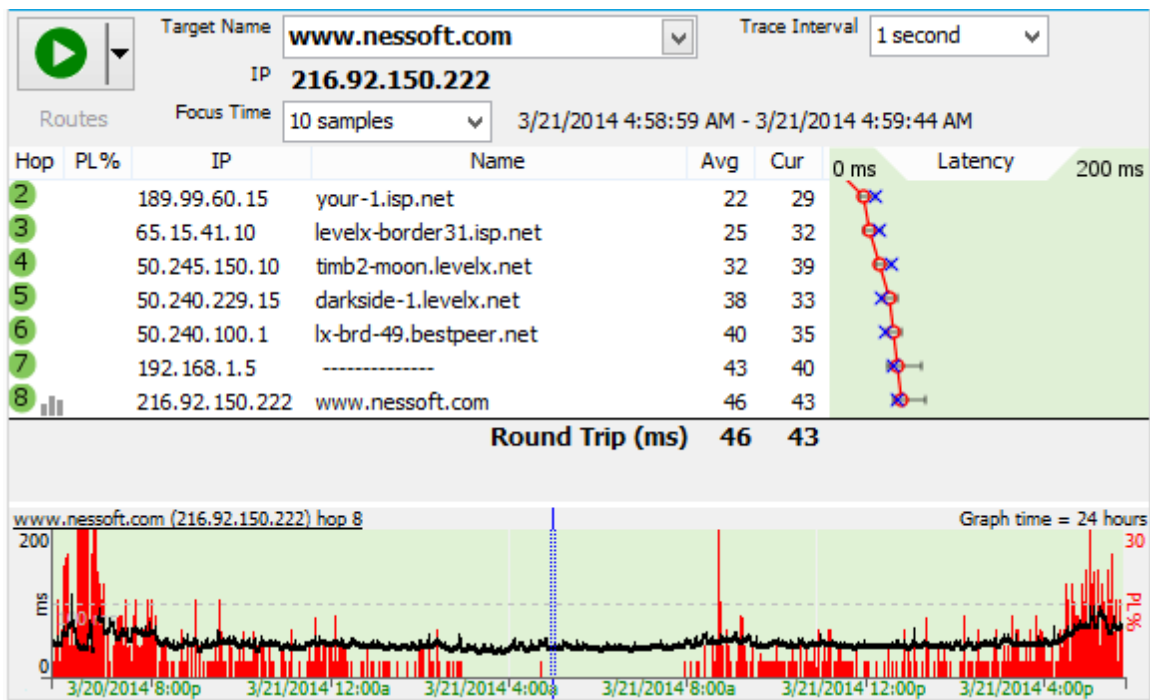 Target Name www.nessoft.com Trace Interval 1 second
IP 216.92.150.222
Routes Focus Time 10 samples 3/21/2014 4:58:59 AM - 3/21/2014 4:59:44 AM
Hop PL% IP Name Avg Cur 0 ms Latency 200 ms
2 189.99.60.15 your-1.isp.net 22 29
3 65.15.41.10 levelx-border31.isp.net 25 32
4 50.245.150.10 timb2-moon.levelx.net 32 39
5 50.240.229.15 darkside-1.levelx.net 38 33
6 50.240.100.1 lx-brd-49.bestpeer.net 40 35
7 192.168.1.5 -------------- 43 40
8 216.92.150.222 www.nessoft.com 46 43
Round Trip (ms) 46 43
www.nessoft.com (216.92.150.222) hop 8 Graph time = 24 hours
200 30
ms PL%
0
3/20/2014 8:00p 3/21/2014 12:00a 3/21/2014 4:00a 3/21/2014 8:00a 3/21/2014 12:00p 3/21/2014 4:00p